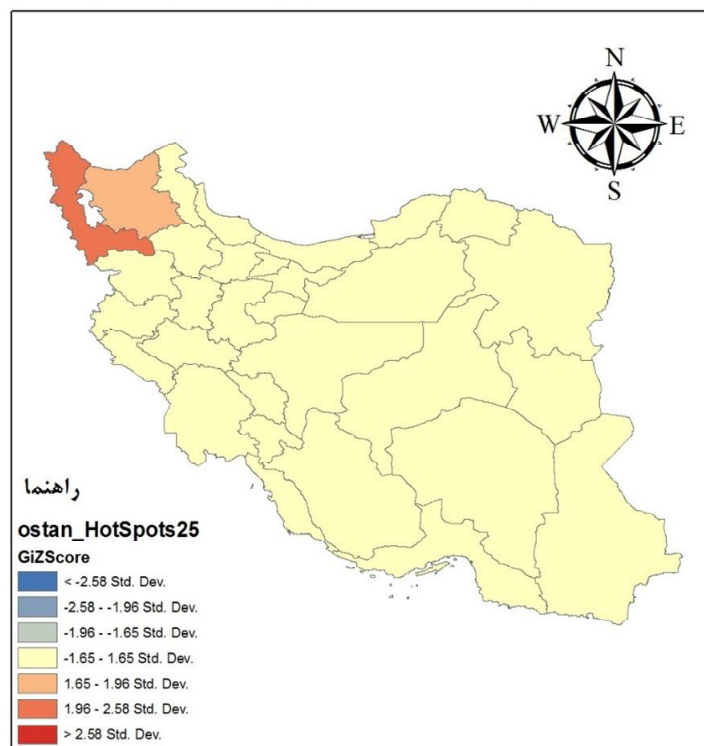 N
W E
S
راهنما
ostan_HotSpots25
GiZScore
< -2.58 Std. Dev.
-2.58 - -1.96 Std. Dev.
-1.96 - -1.65 Std. Dev.
-1.65 - 1.65 Std. Dev.
1.65 - 1.96 Std. Dev.
1.96 - 2.58 Std. Dev.
> 2.58 Std. Dev.